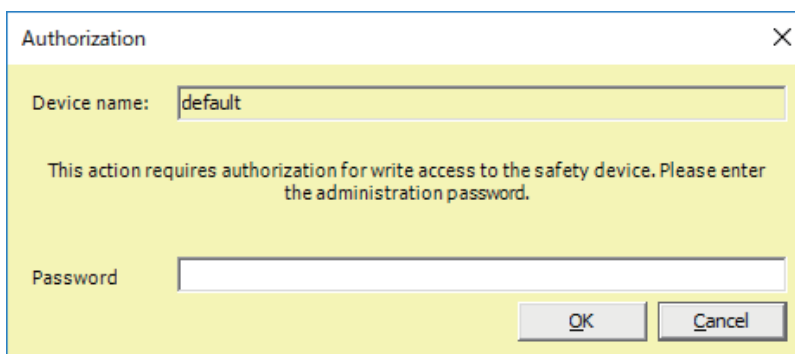 Authorization
Device name: default
This action requires authorization for write access to the safety device. Please enter
the administration password.
Password
OK Cancel